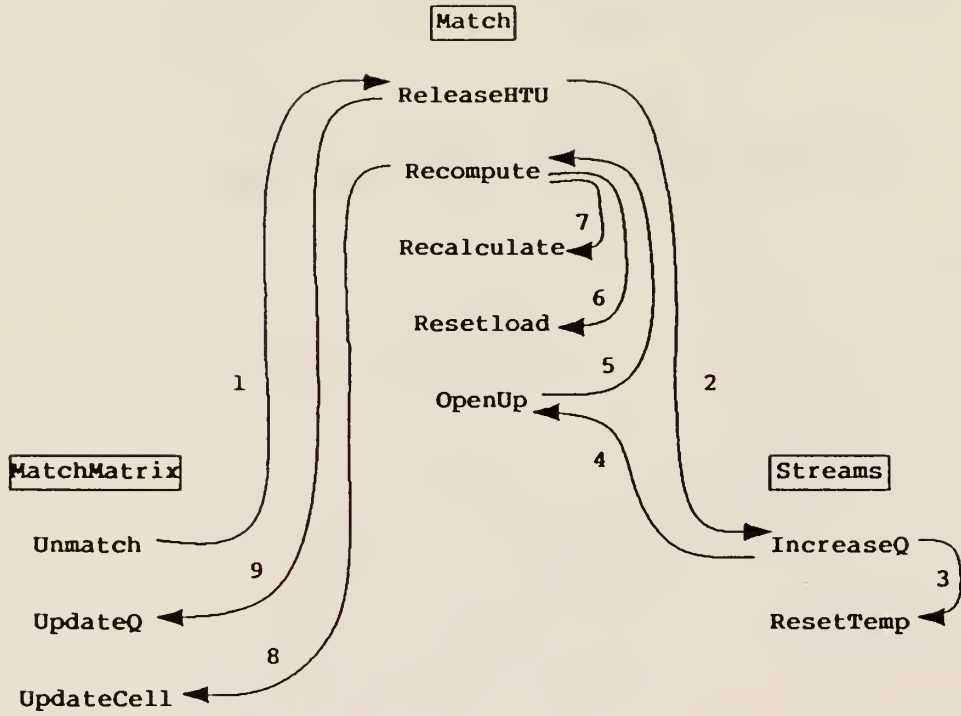 Match
ReleaseHTU
Recompute
7
Recalculate
6
Resetload
5
1
2
OpenUp
4
MatchMatrix
Streams
Unmatch
IncreaseQ
9
3
UpdateQ
ResetTemp
8
UpdateCell